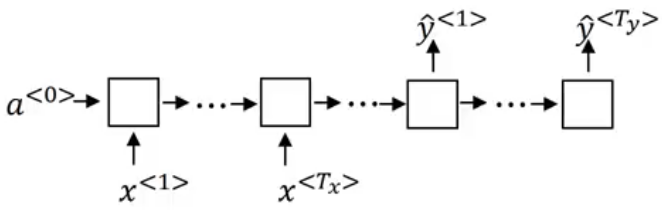 ŷ<1> ŷ<Ty>
a<0> ... ... ...
x<1> x<Tx>